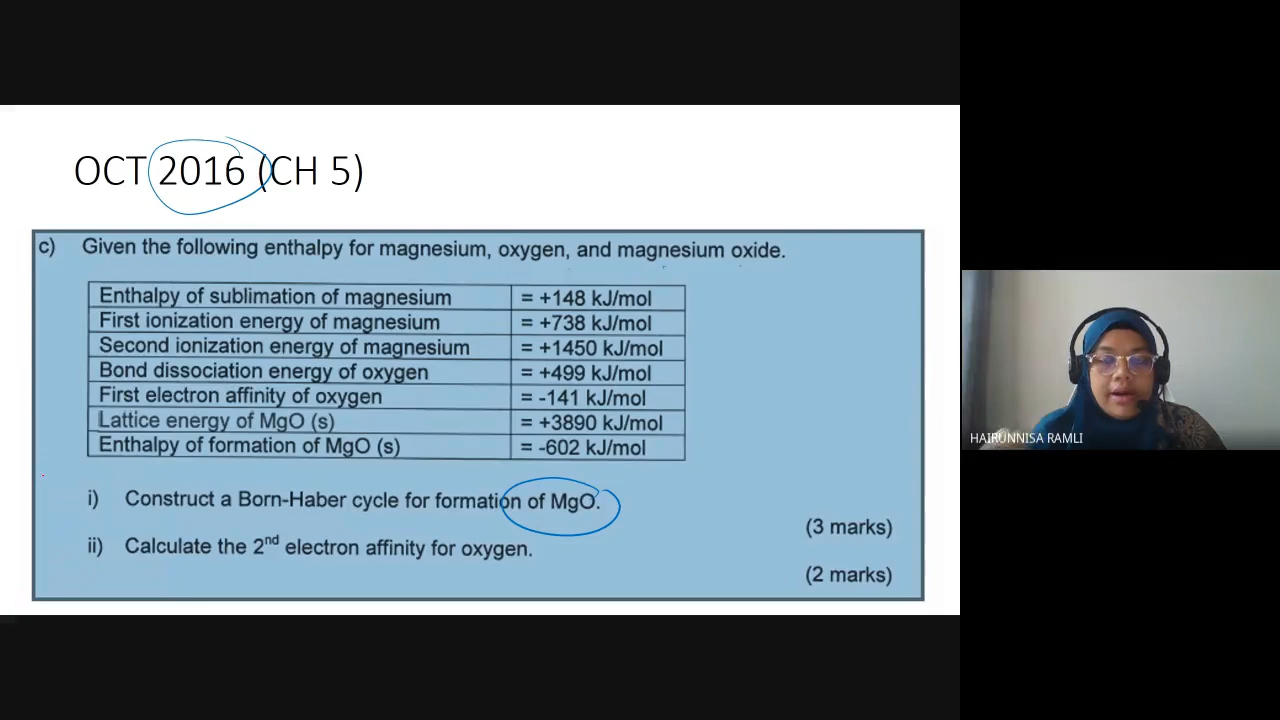 OCT 2016 (CH 5)
c) Given the following enthalpy for magnesium, oxygen, and magnesium oxide.
Enthalpy of sublimation of magnesium = +148 kJ/mol
First ionization energy of magnesium = +738 kJ/mol
Second ionization energy of magnesium = +1450 kJ/mol
Bond dissociation energy of oxygen = +499 kJ/mol
First electron affinity of oxygen = -141 kJ/mol
Lattice energy of MgO (s) = +3890 kJ/mol
Enthalpy of formation of MgO (s) = -602 kJ/mol
i) Construct a Born-Haber cycle for formation of MgO.
(3 marks)
ii) Calculate the 2nd electron affinity for oxygen.
(2 marks)
HAIRUNNISA RAMLI